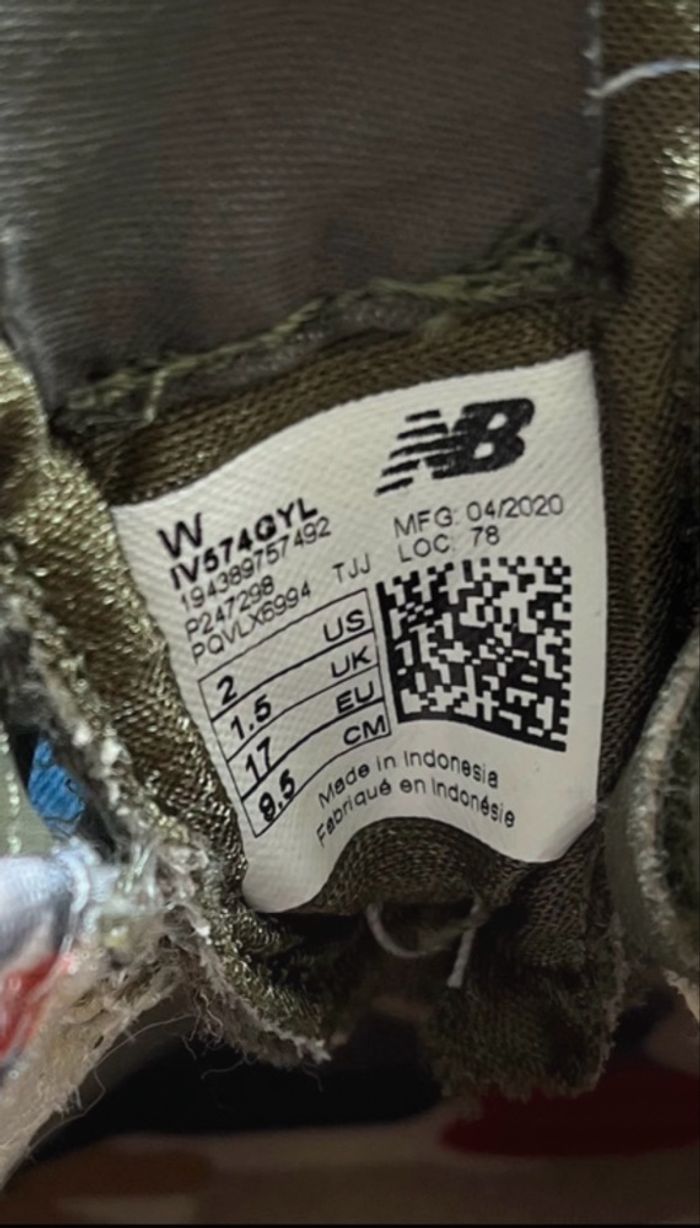 NB
W
IV574GYL
194389757492
P247298
PQVLX6994 TJJ
MFG: 04/2020
LOC: 78
2 US
1.5 UK
17 EU
9.5 CM
Made in Indonesia
Fabriqué en Indonésie